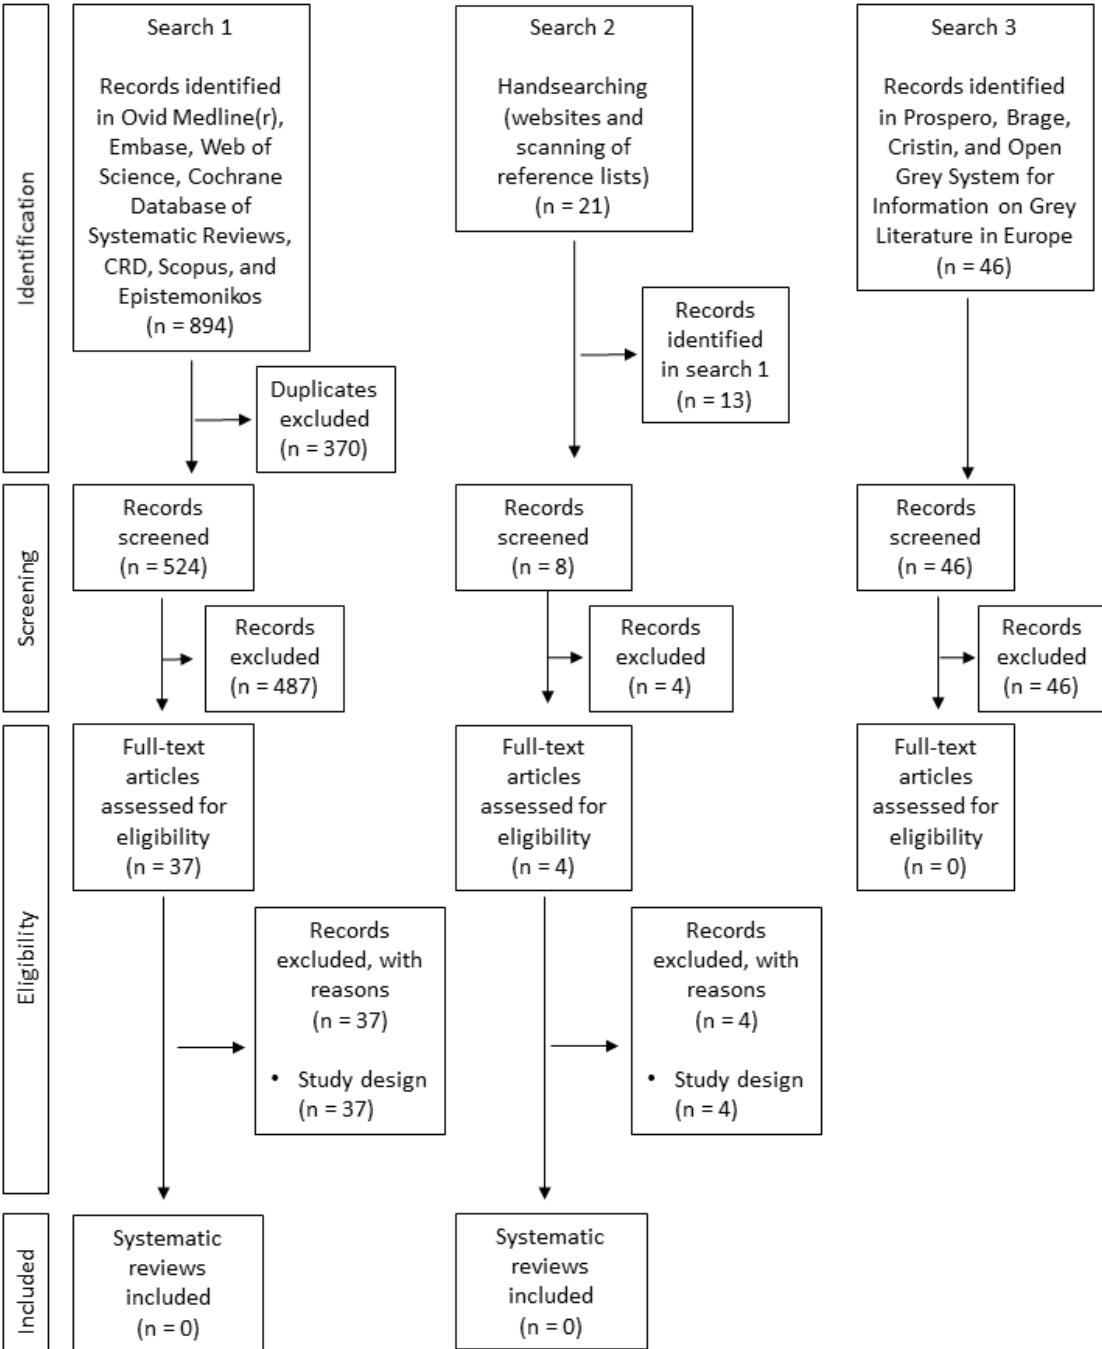 Identification
Search 1
Records identified
in Ovid Medline(r),
Embase, Web of
Science, Cochrane
Database of
Systematic Reviews,
CRD, Scopus, and
Epistemonikos
(n = 894)
Duplicates
excluded
(n = 370)
Search 2
Handsearching
(websites and
scanning of
reference lists)
(n = 21)
Records
identified
in search 1
(n = 13)
Search 3
Records identified
in Prospero, Brage,
Cristin, and Open
Grey System for
Information on Grey
Literature in Europe
(n = 46)
Screening
Records
screened
(n = 524)
Records
excluded
(n = 487)
Records
screened
(n = 8)
Records
excluded
(n = 4)
Records
screened
(n = 46)
Records
excluded
(n = 46)
Eligibility
Full-text
articles
assessed for
eligibility
(n = 37)
Records
excluded, with
reasons
(n = 37)
• Study design
(n = 37)
Full-text
articles
assessed for
eligibility
(n = 4)
Records
excluded, with
reasons
(n = 4)
• Study design
(n = 4)
Full-text
articles
assessed for
eligibility
(n = 0)
Included
Systematic
reviews
included
(n = 0)
Systematic
reviews
included
(n = 0)